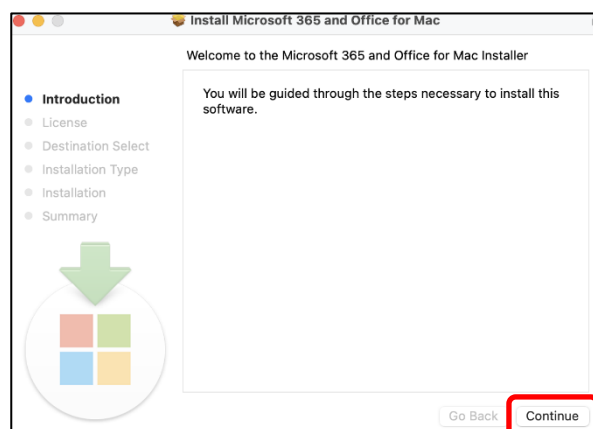 Install Microsoft 365 and Office for Mac
Welcome to the Microsoft 365 and Office for Mac Installer
Introduction
License
Destination Select
Installation Type
Installation
Summary
You will be guided through the steps necessary to install this
software.
Go Back
Continue